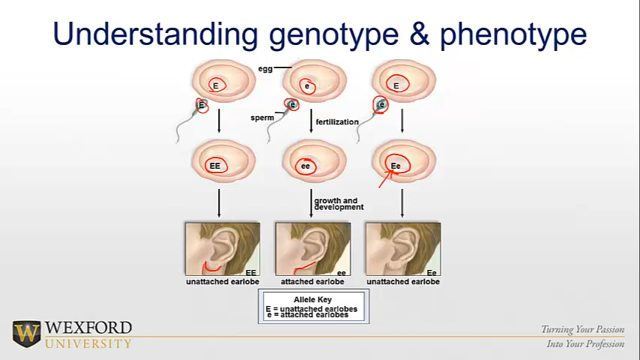 Understanding genotype & phenotype
egg
E
e
E
E
e
e
sperm
fertilization
EE
ee
Ee
growth and
development
EE
ee
Ee
unattached earlobe
attached earlobe
unattached earlobe
Allele Key
E = unattached earlobes
e = attached earlobes
W
WEXFORD
UNIVERSITY
Turning Your Passion
Into Your Profession